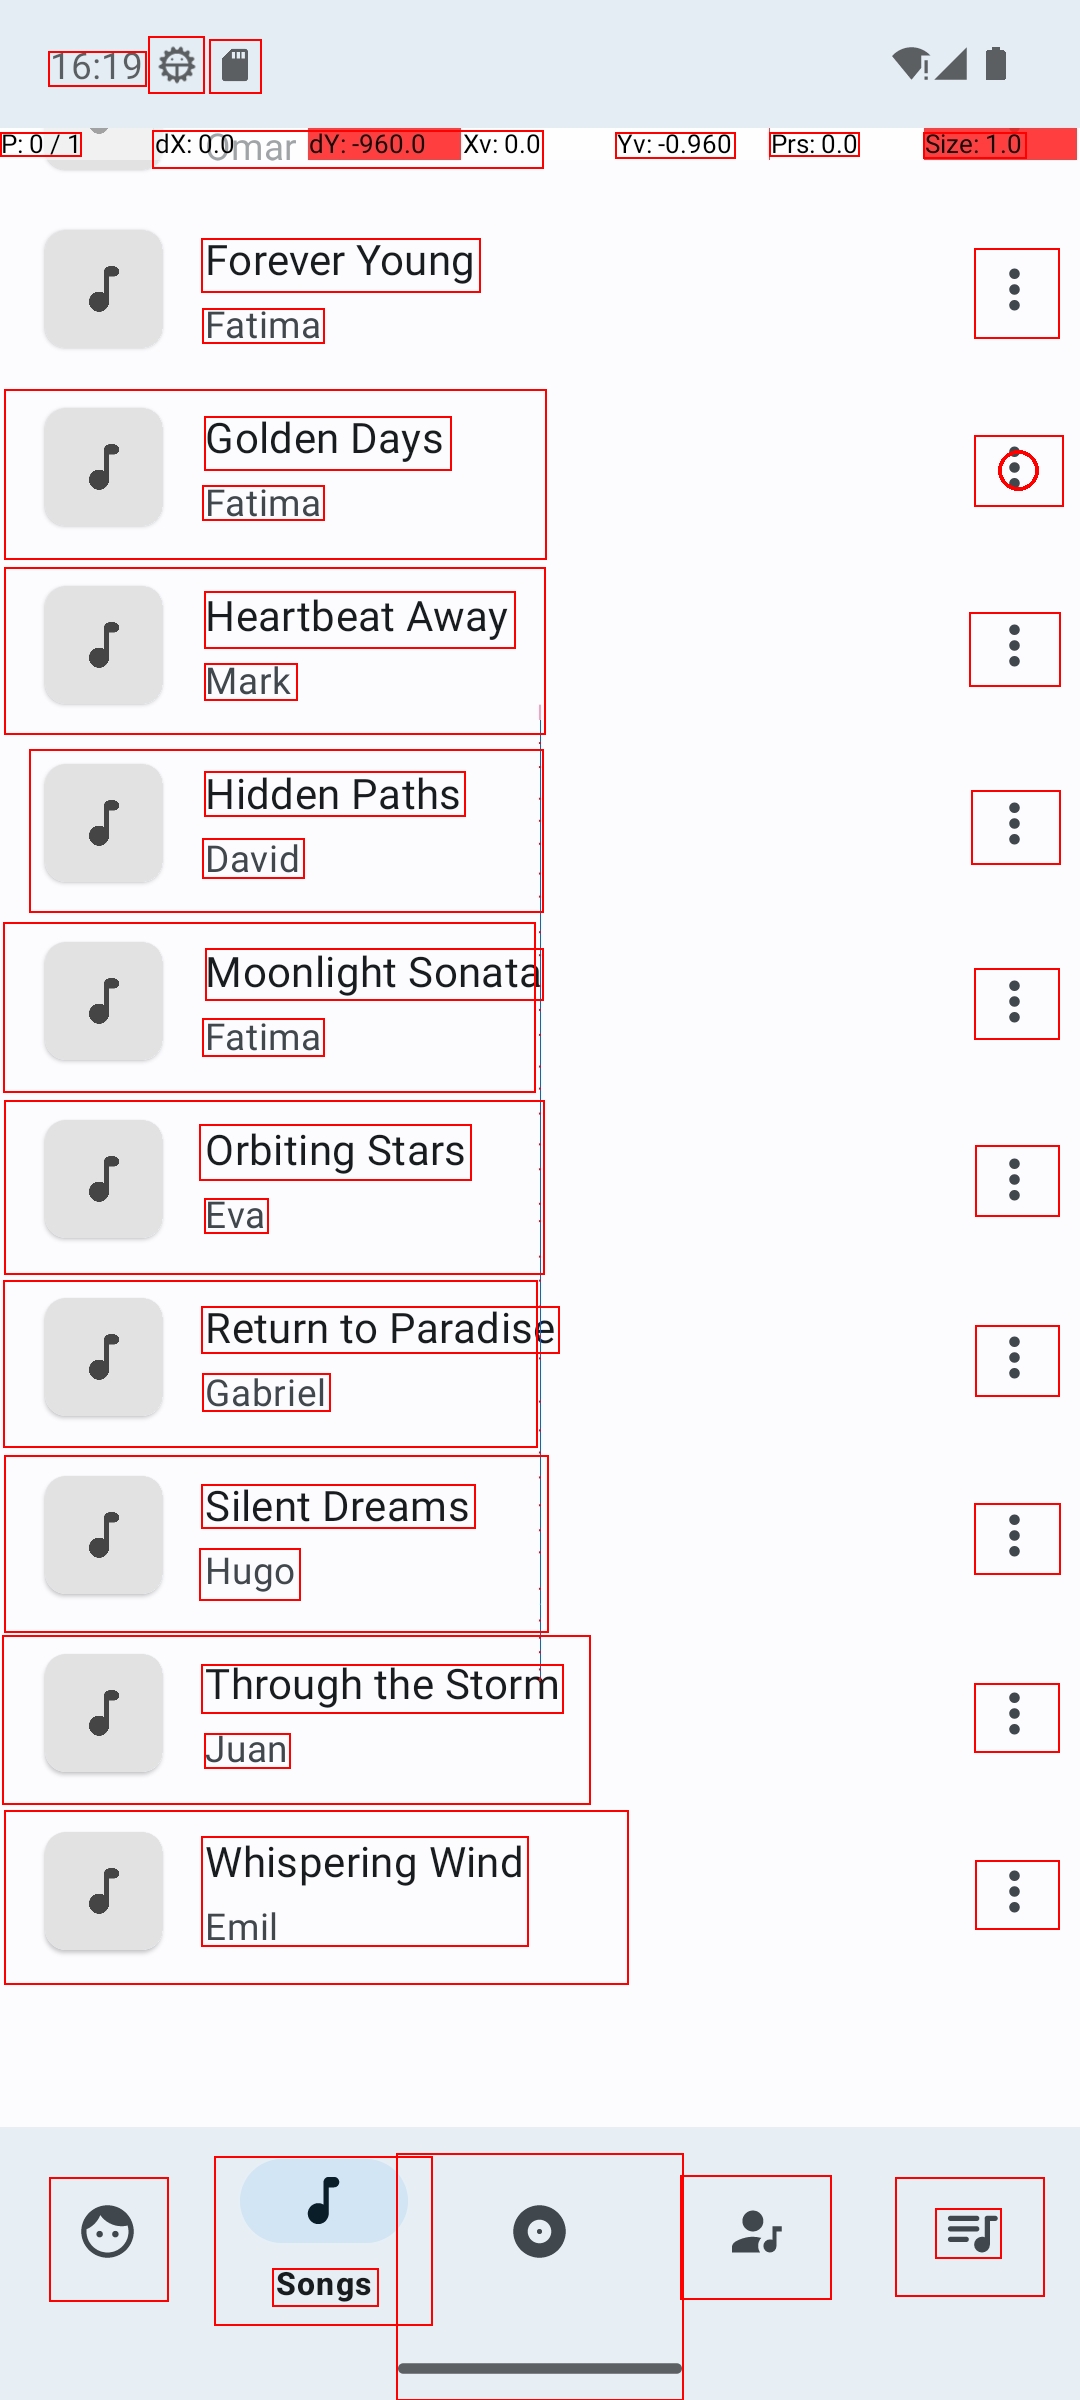 16:19
P: 0 / 1 dX: 0.0 dY: -960.0 Xv: 0.0 Yv: -0.960 Prs: 0.0 Size: 1.0
Omar
Forever Young
Fatima
Golden Days
Fatima
Heartbeat Away
Mark
Hidden Paths
David
Moonlight Sonata
Fatima
Orbiting Stars
Eva
Return to Paradise
Gabriel
Silent Dreams
Hugo
Through the Storm
Juan
Whispering Wind
Emil
Songs